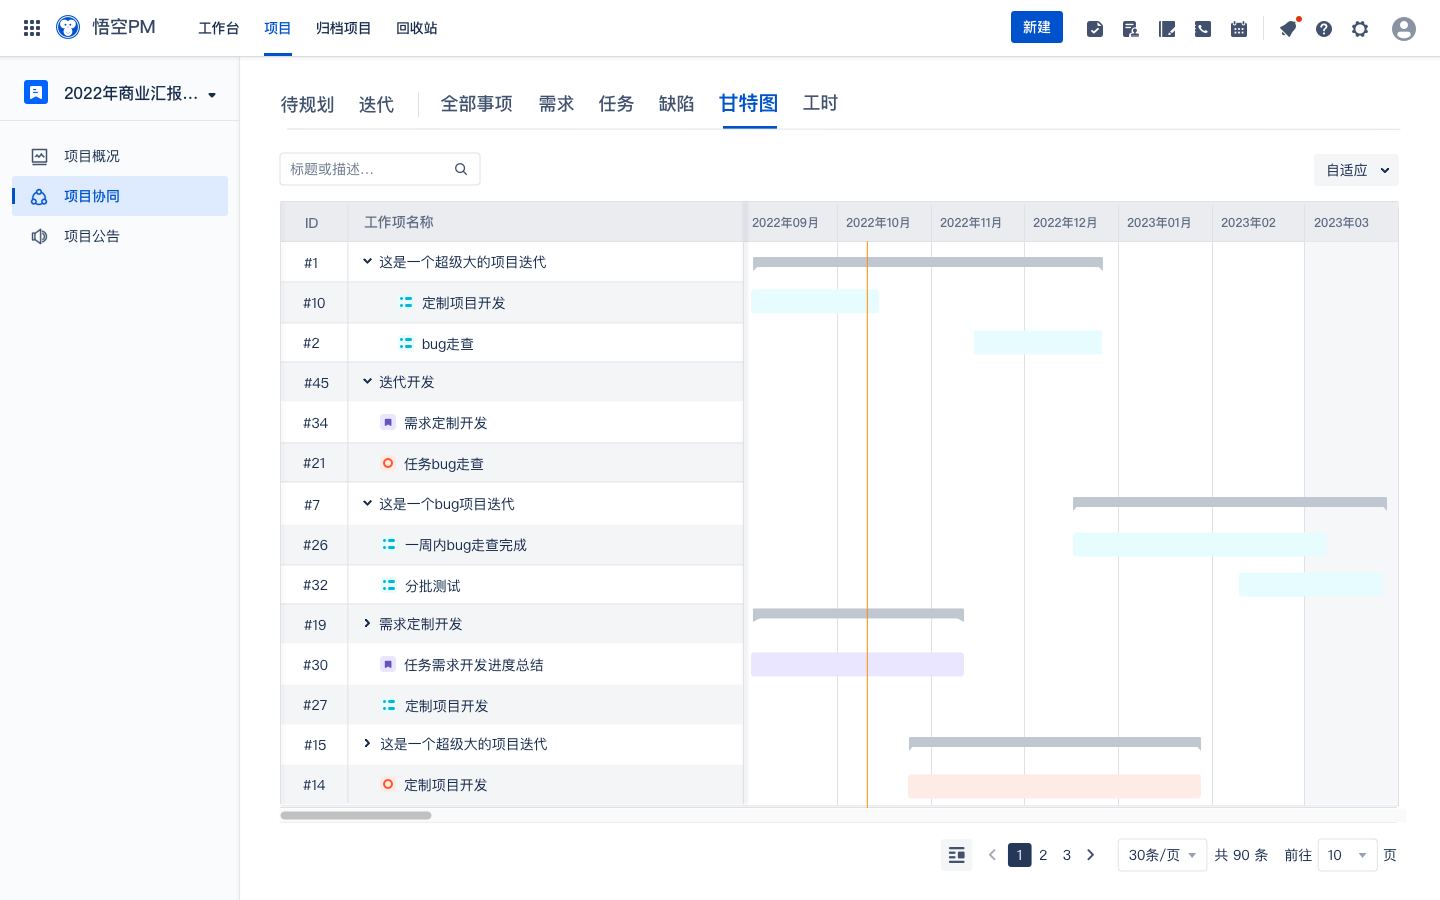 悟空PM 工作台 项目 归档项目 回收站 新建
2022年商业汇报...
项目概况
项目协同
项目公告
待规划 迭代 全部事项 需求 任务 缺陷 甘特图 工时
标题或描述... 自适应
ID 工作项名称 2022年09月 2022年10月 2022年11月 2022年12月 2023年01月 2023年02 2023年03
#1 这是一个超级大的项目迭代
#10 定制项目开发
#2 bug走查
#45 迭代开发
#34 需求定制开发
#21 任务bug走查
#7 这是一个bug项目迭代
#26 一周内bug走查完成
#32 分批测试
#19 需求定制开发
#30 任务需求开发进度总结
#27 定制项目开发
#15 这是一个超级大的项目迭代
#14 定制项目开发
1 2 3 30条/页 共 90 条 前往 10 页